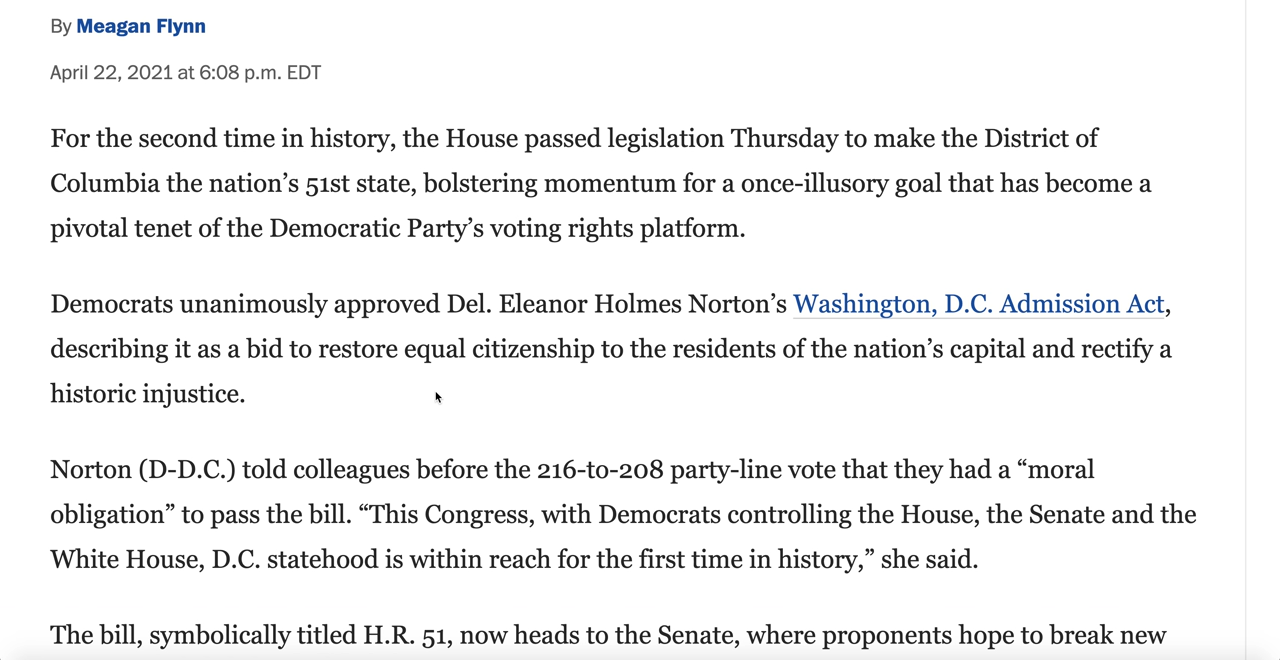 By Meagan Flynn
April 22, 2021 at 6:08 p.m. EDT
For the second time in history, the House passed legislation Thursday to make the District of
Columbia the nation’s 51st state, bolstering momentum for a once-illusory goal that has become a
pivotal tenet of the Democratic Party’s voting rights platform.
Democrats unanimously approved Del. Eleanor Holmes Norton’s Washington, D.C. Admission Act,
describing it as a bid to restore equal citizenship to the residents of the nation’s capital and rectify a
historic injustice.
Norton (D-D.C.) told colleagues before the 216-to-208 party-line vote that they had a “moral
obligation” to pass the bill. “This Congress, with Democrats controlling the House, the Senate and the
White House, D.C. statehood is within reach for the first time in history,” she said.
The bill, symbolically titled H.R. 51, now heads to the Senate, where proponents hope to break new